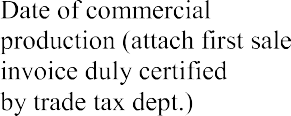 Date of commercial
production (attach first sale
invoice duly certified
by trade tax dept.)